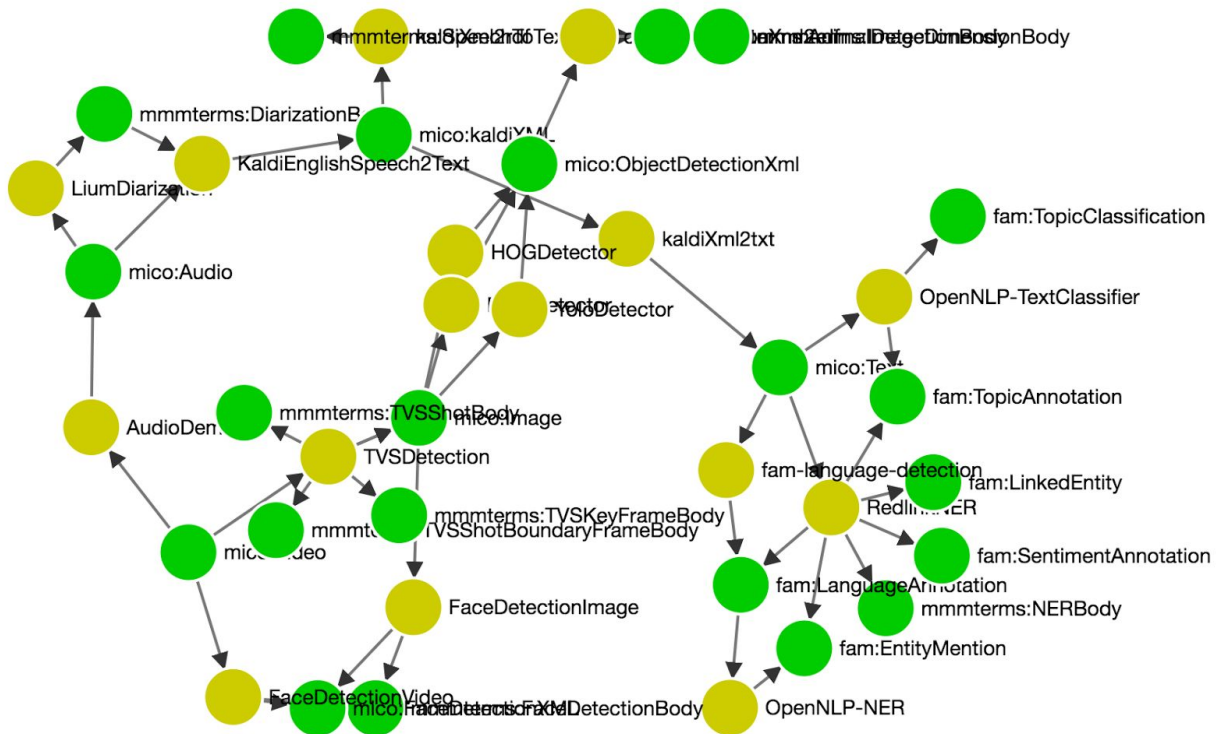 mmmterms:DiarizationB
mico:kaldiXML
KaldiEnglishSpeech2Text
mico:ObjectDetectionXml
LiumDiarization
fam:TopicClassification
kaldiXml2txt
HOGDetector
mico:Audio
OpenNLP-TextClassifier
YoloDetector
mico:Text
fam:TopicAnnotation
mmmterms:TVSShotBody
mico:Image
AudioDem
TVSDetection
fam-language-detection
fam:LinkedEntity
RedlinkNER
mmmterms:TVSKeyFrameBody
TVSShotBoundaryFrameBody
fam:SentimentAnnotation
fam:LanguageAnnotation
FaceDetectionImage
mmmterms:NERBody
fam:EntityMention
FaceDetectionVideo
OpenNLP-NER